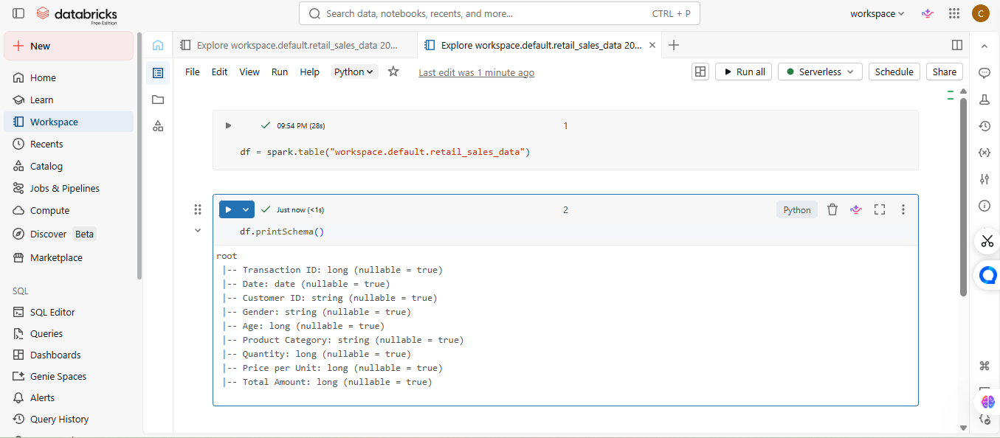 databricks
Free Edition
Search data, notebooks, recents, and more...
CTRL + P
workspace
C
New
Home
Learn
Workspace
Recents
Catalog
Jobs & Pipelines
Compute
Discover Beta
Marketplace
SQL
SQL Editor
Queries
Dashboards
Genie Spaces
Alerts
Query History
Explore workspace.default.retail_sales_data 20...
Explore workspace.default.retail_sales_data 20...
File Edit View Run Help Python
Last edit was 1 minute ago
Run all
Serverless
Schedule
Share
09:54 PM (28s)
1
df = spark.table("workspace.default.retail_sales_data")
Just now (<1s)
2
Python
df.printSchema()
root
|-- Transaction ID: long (nullable = true)
|-- Date: date (nullable = true)
|-- Customer ID: string (nullable = true)
|-- Gender: string (nullable = true)
|-- Age: long (nullable = true)
|-- Product Category: string (nullable = true)
|-- Quantity: long (nullable = true)
|-- Price per Unit: long (nullable = true)
|-- Total Amount: long (nullable = true)